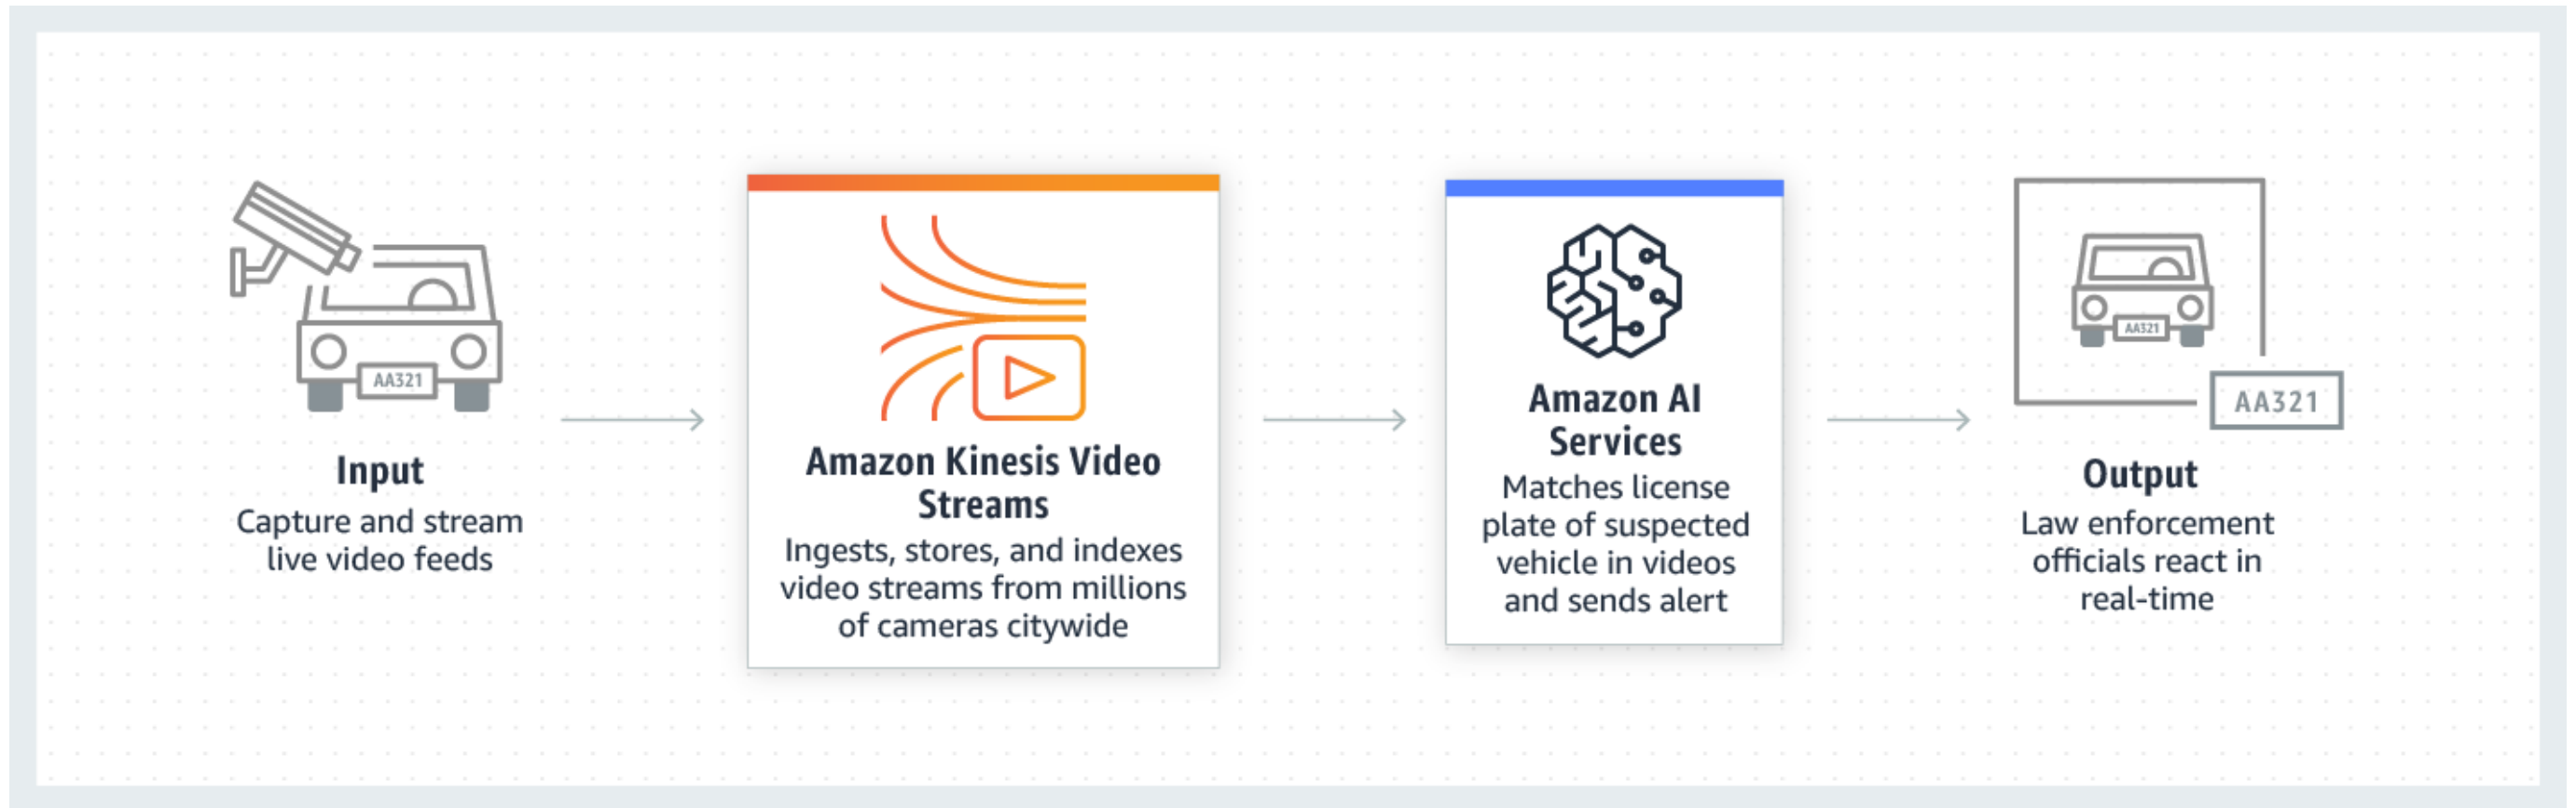 AA321
Input
Capture and stream
live video feeds
Amazon Kinesis Video
Streams
Ingests, stores, and indexes
video streams from millions
of cameras citywide
Amazon AI
Services
Matches license
plate of suspected
vehicle in videos
and sends alert
AA321
AA321
Output
Law enforcement
officials react in
real-time